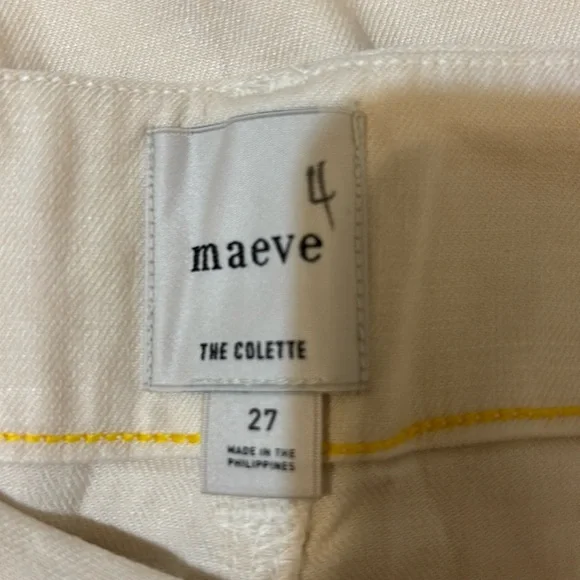 4
maeve
THE COLETTE
27
MADE IN THE
PHILIPPINES